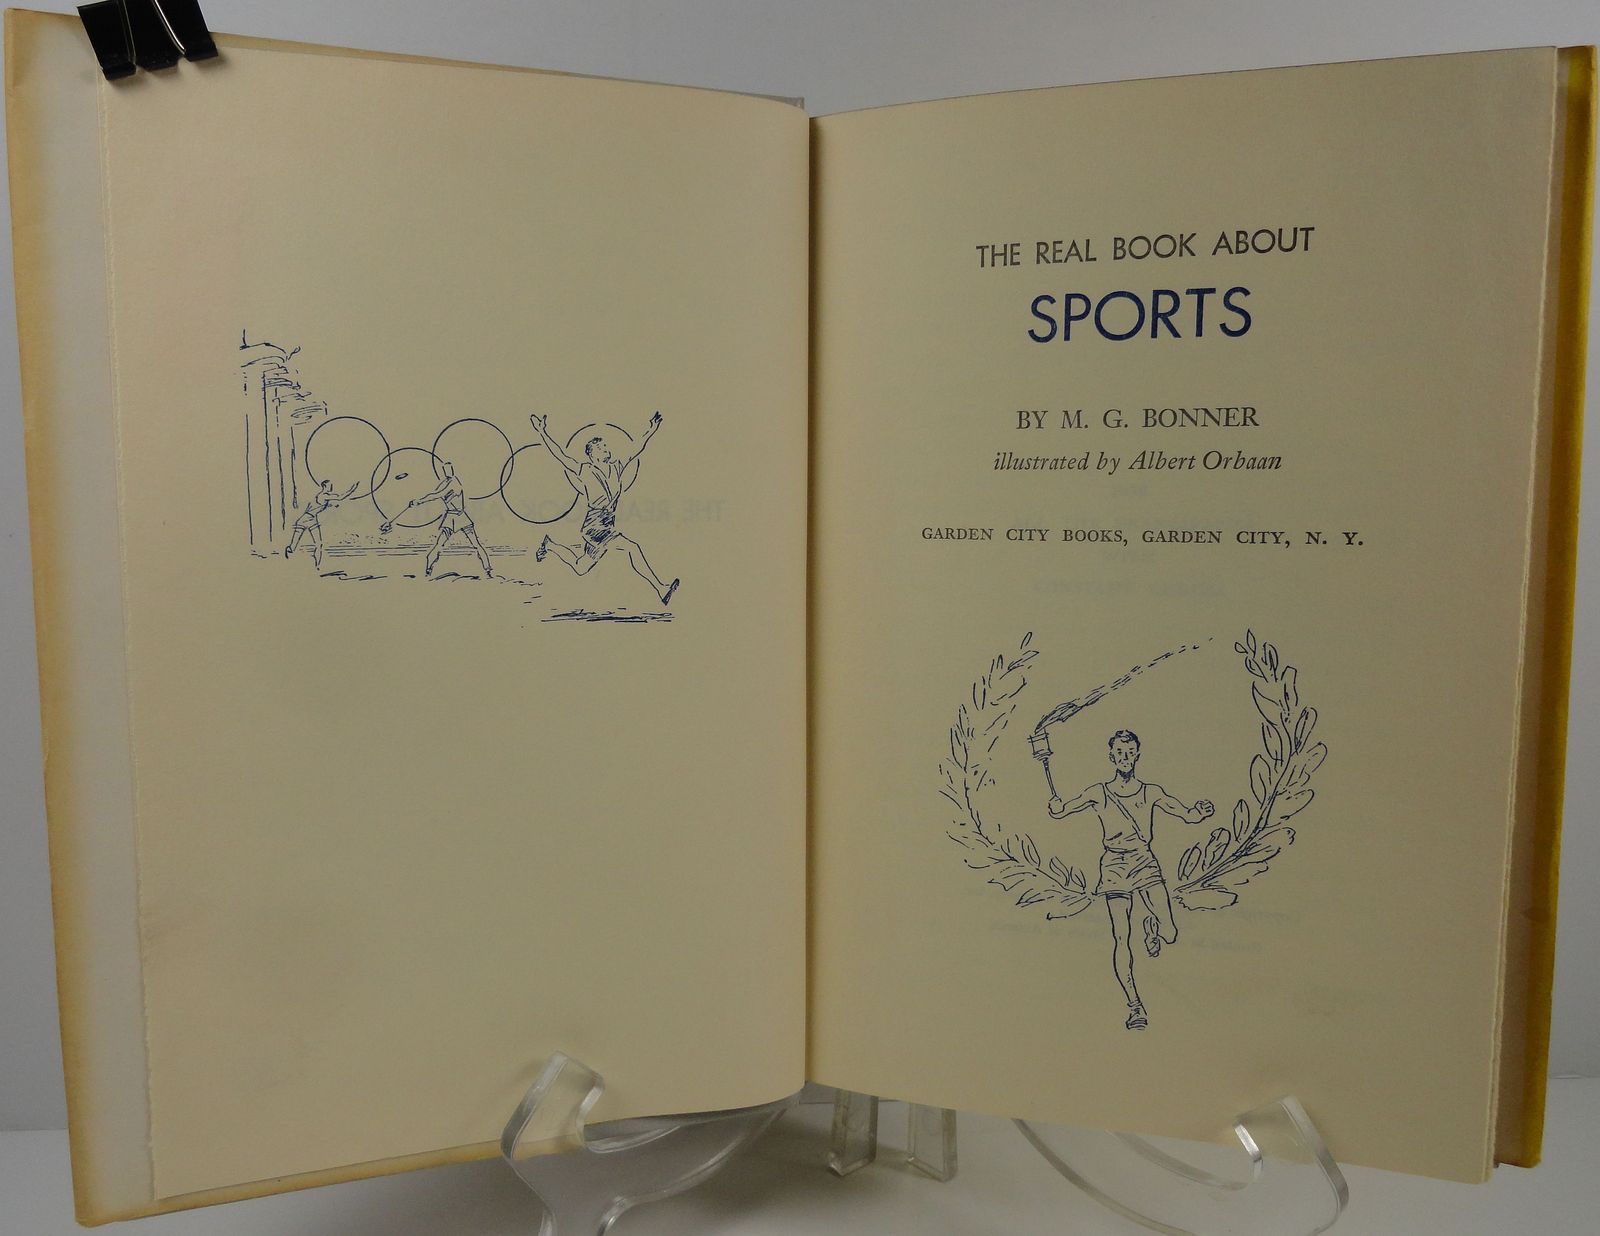 THE REAL BOOK ABOUT
SPORTS
BY M. G. BONNER
illustrated by Albert Orbaan
GARDEN CITY BOOKS, GARDEN CITY, N. Y.